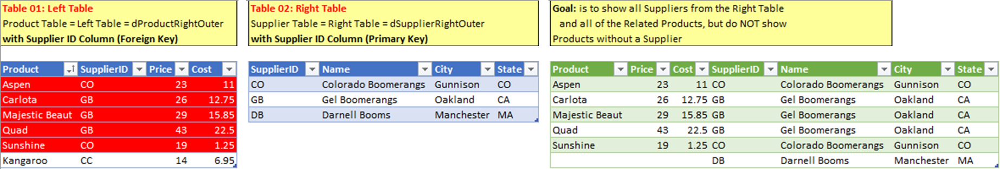 Table 01: Left Table
Product Table = Left Table = dProductRightOuter
with Supplier ID Column (Foreign Key)
Table 02: Right Table
Supplier Table = Right Table = dSupplierRightOuter
with Supplier ID Column (Primary Key)
Goal: is to show all Suppliers from the Right Table
and all of the Related Products, but do NOT show
Products without a Supplier
Product SupplierID Price Cost
Aspen CO 23 11
Carlota GB 26 12.75
Majestic Beaut GB 29 15.85
Quad GB 43 22.5
Sunshine CO 19 1.25
Kangaroo CC 14 6.95
SupplierID Name City State
CO Colorado Boomerangs Gunnison CO
GB Gel Boomerangs Oakland CA
DB Darnell Booms Manchester MA
Product Price Cost SupplierID Name City State
Aspen 23 11 CO Colorado Boomerangs Gunnison CO
Carlota 26 12.75 GB Gel Boomerangs Oakland CA
Majestic Beaut 29 15.85 GB Gel Boomerangs Oakland CA
Quad 43 22.5 GB Gel Boomerangs Oakland CA
Sunshine 19 1.25 CO Colorado Boomerangs Gunnison CO
DB Darnell Booms Manchester MA